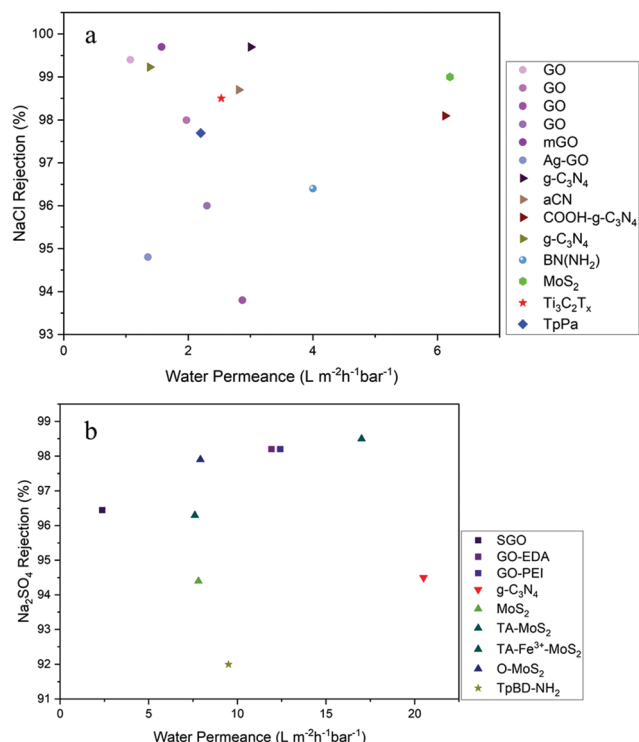 a
100
99
98
97
96
95
94
93
NaCl Rejection (%)
0
2
4
6
Water Permeance (L m⁻²h⁻¹bar⁻¹)
GO
GO
GO
GO
mGO
Ag-GO
g-C₃N₄
aCN
COOH-g-C₃N₄
g-C₃N₄
BN(NH₂)
MoS₂
Ti₃C₂Tₓ
TpPa
b
99
98
97
96
95
94
93
92
91
Na₂SO₄ Rejection (%)
0
5
10
15
20
Water Permeance (L m⁻²h⁻¹bar⁻¹)
SGO
GO-EDA
GO-PEI
g-C₃N₄
MoS₂
TA-MoS₂
TA-Fe³⁺-MoS₂
O-MoS₂
TpBD-NH₂